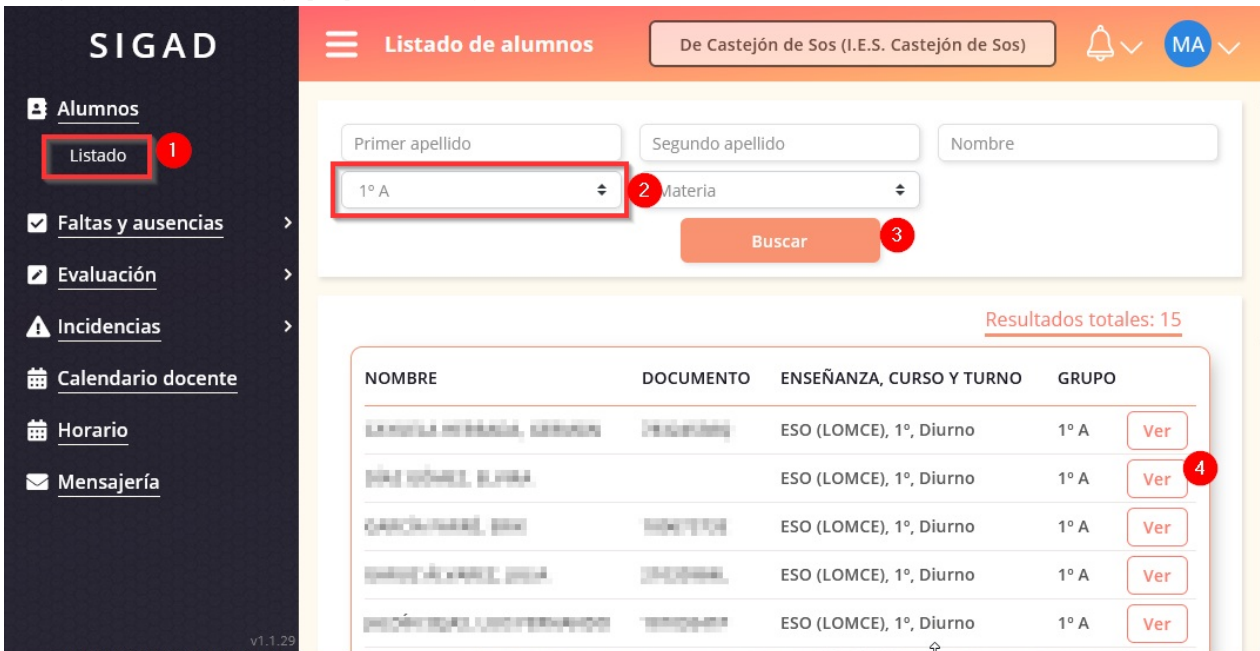 SIGAD
Listado de alumnos
De Castejón de Sos (I.E.S. Castejón de Sos)
MA
Alumnos
Listado
1
Faltas y ausencias
Evaluación
Incidencias
Calendario docente
Horario
Mensajería
v1.1.29
Primer apellido
Segundo apellido
Nombre
1º A
2
Materia
Buscar
3
Resultados totales: 15
NOMBRE DOCUMENTO ENSEÑANZA, CURSO Y TURNO GRUPO
ESO (LOMCE), 1º, Diurno 1º A Ver
4
ESO (LOMCE), 1º, Diurno 1º A Ver
ESO (LOMCE), 1º, Diurno 1º A Ver
ESO (LOMCE), 1º, Diurno 1º A Ver
ESO (LOMCE), 1º, Diurno 1º A Ver